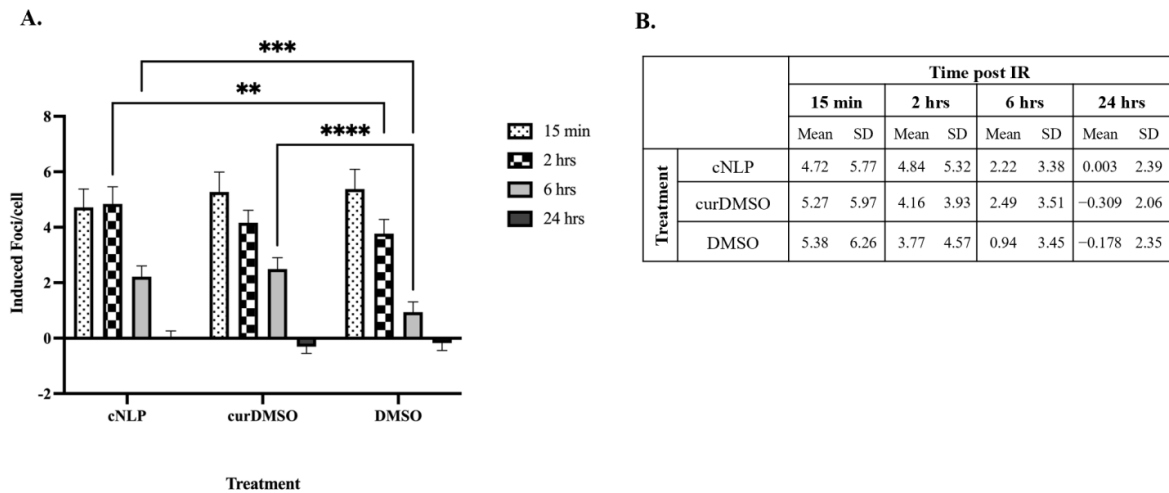 A.
***
**
****
8
6
4
2
0
-2
Induced Foci/cell
cNLP curDMSO DMSO
Treatment
15 min
2 hrs
6 hrs
24 hrs
B.
Time post IR
15 min 2 hrs 6 hrs 24 hrs
Mean SD Mean SD Mean SD Mean SD
Treatment
cNLP 4.72 5.77 4.84 5.32 2.22 3.38 0.003 2.39
curDMSO 5.27 5.97 4.16 3.93 2.49 3.51 −0.309 2.06
DMSO 5.38 6.26 3.77 4.57 0.94 3.45 −0.178 2.35